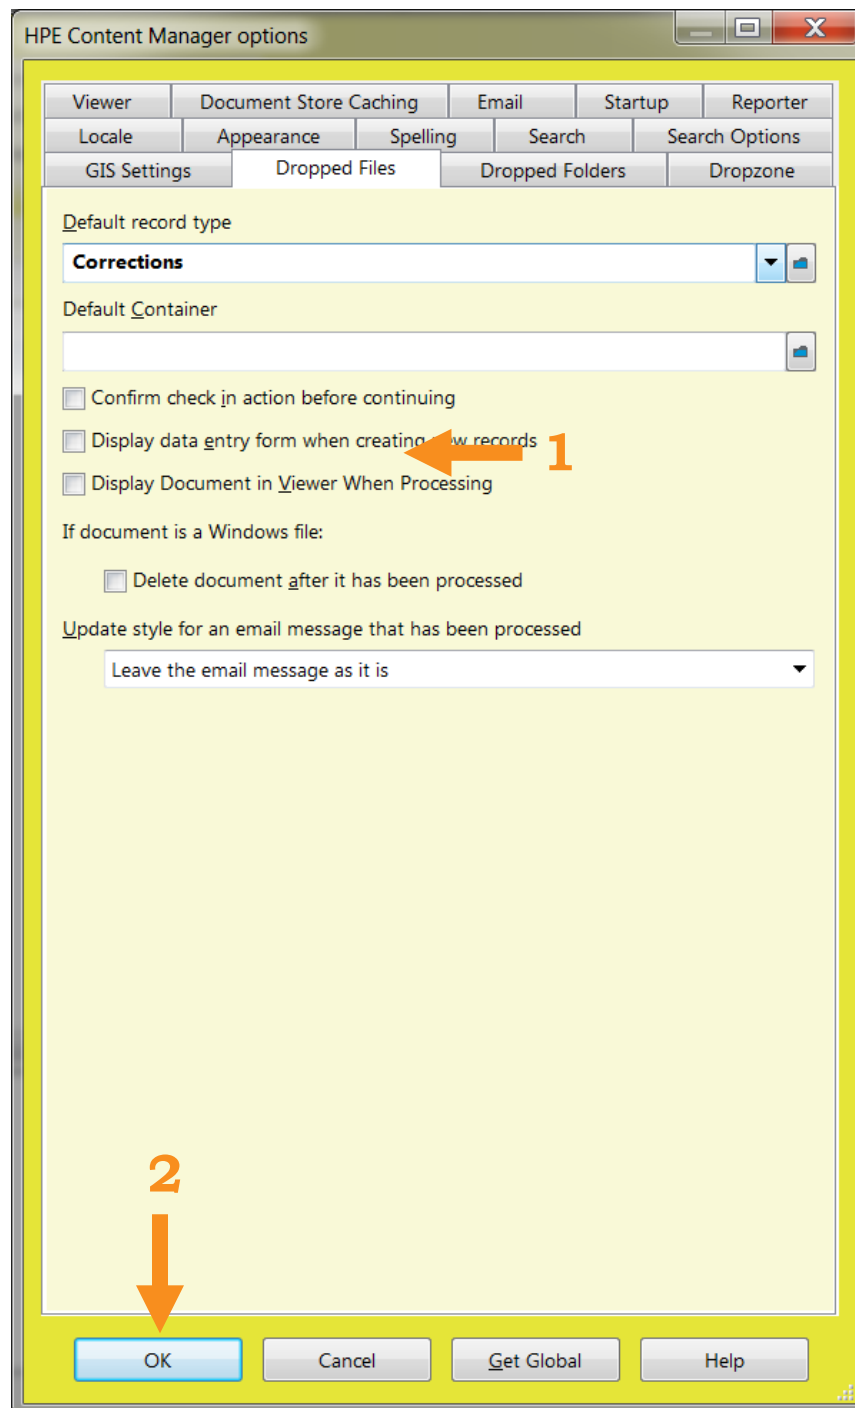 HPE Content Manager options
Viewer Document Store Caching Email Startup Reporter
Locale Appearance Spelling Search Search Options
GIS Settings Dropped Files Dropped Folders Dropzone
Default record type
Corrections
Default Container
Confirm check in action before continuing
Display data entry form when creating new records 1
Display Document in Viewer When Processing
If document is a Windows file:
Delete document after it has been processed
Update style for an email message that has been processed
Leave the email message as it is
2
OK Cancel Get Global Help